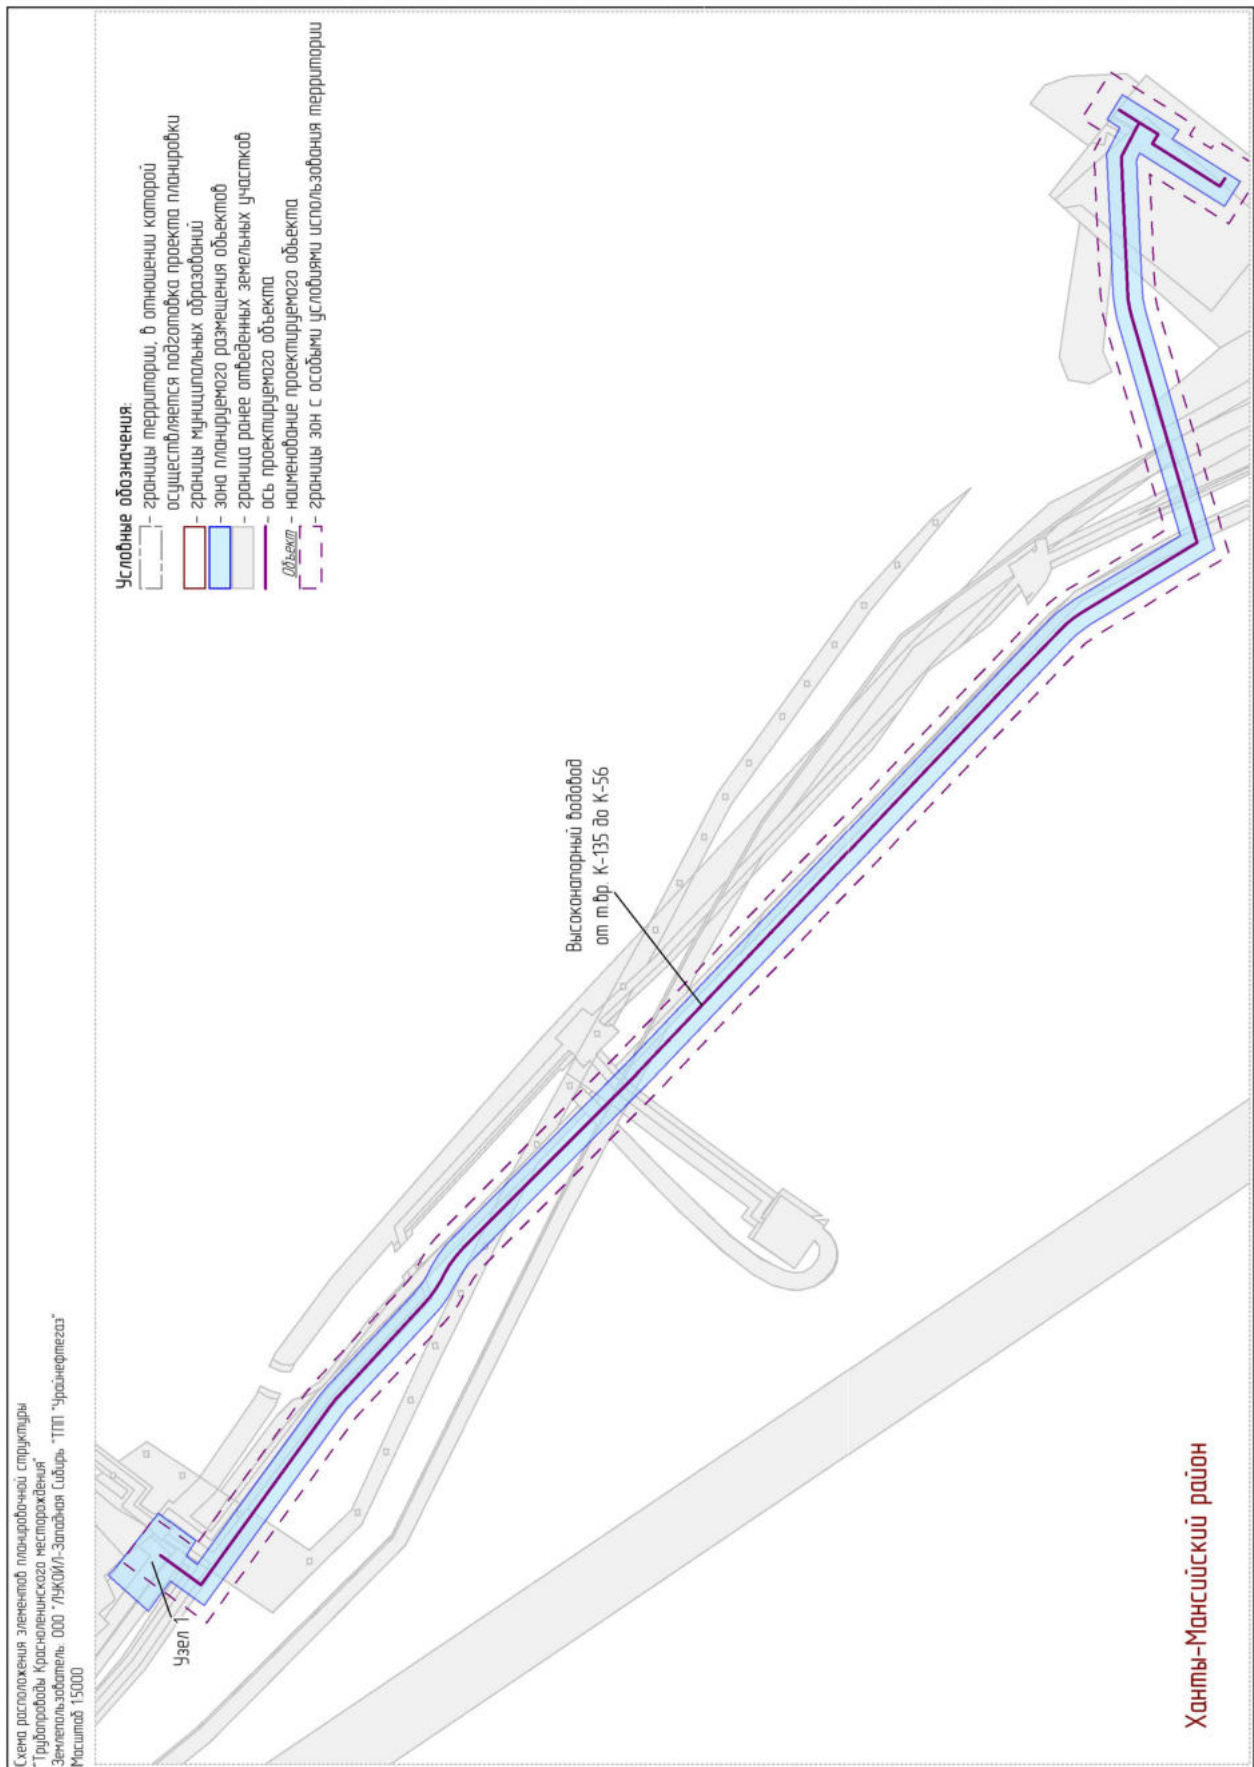 Схема расположения элементов планировочной структуры
"Трубопроводы Красноленинского месторождения"
Землепользователь: ООО "ЛУКОЙЛ-Западная Сибирь "ТПП "Урайнефтегаз"
Масштаб 1:5000
Условные обозначения:
- границы территории, в отношении которой
осуществляется подготовка проекта планировки
- границы муниципальных образований
- зона планируемого размещения объектов
- граница ранее отведенных земельных участков
- ось проектируемого объекта
Объект - наименование проектируемого объекта
- границы зон с особыми условиями использования территории
Высоконапорный водовод
от т.вр. К-135 до К-56
Узел 1
Ханты-Мансийский район